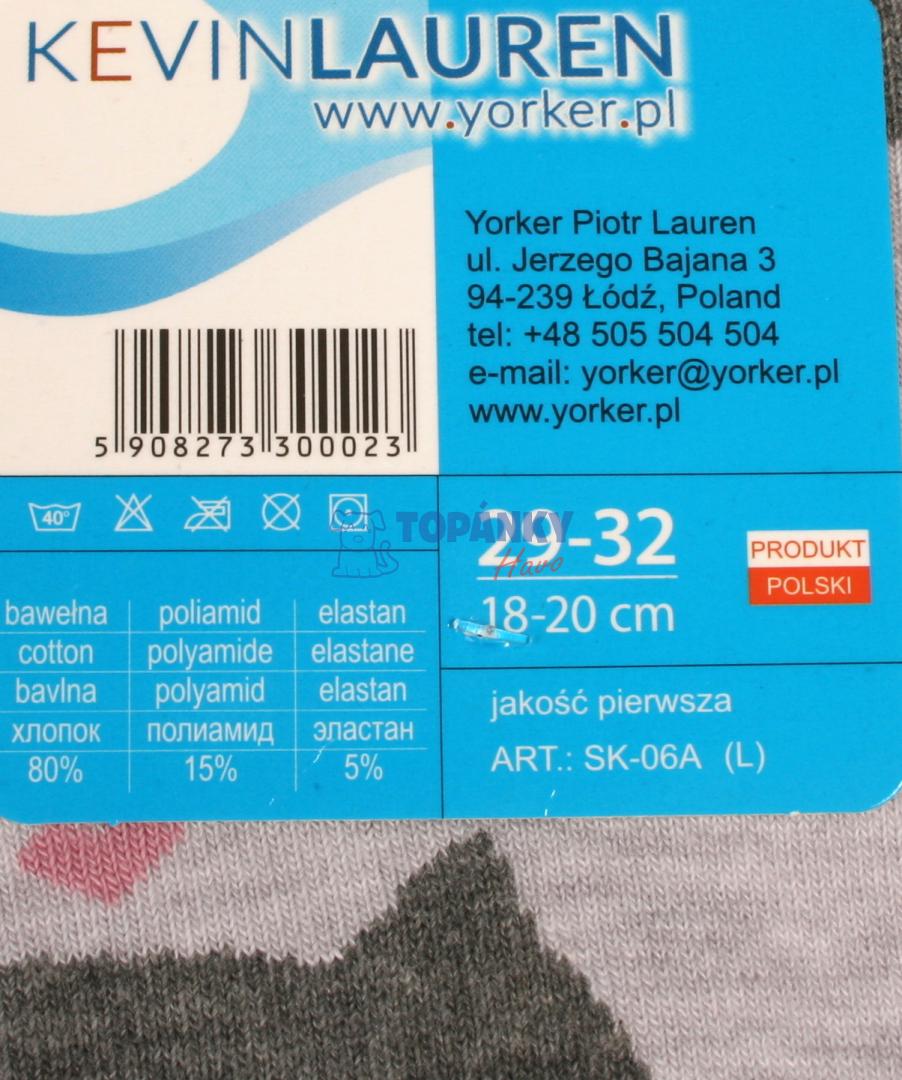 KEVINLAUREN
www.yorker.pl
Yorker Piotr Lauren
ul. Jerzego Bajana 3
94-239 Łódź, Poland
tel: +48 505 504 504
e-mail: yorker@yorker.pl
www.yorker.pl
5 908273 300023
40°
TOPÁNKY
Havo
29-32
18-20 cm
PRODUKT
POLSKI
bawełna poliamid elastan
cotton polyamide elastane
bavlna polyamid elastan
хлопок полиамид эластан
80% 15% 5%
jakość pierwsza
ART.: SK-06A (L)